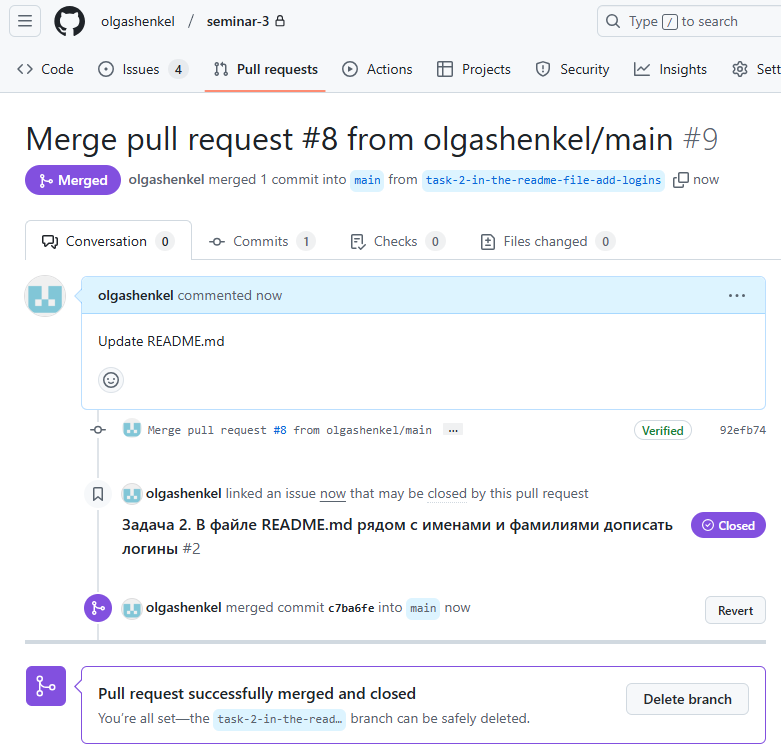 olgashenkel / seminar-3
Type / to search
Code Issues 4 Pull requests Actions Projects Security Insights Sett
Merge pull request #8 from olgashenkel/main #9
Merged olgashenkel merged 1 commit into main from task-2-in-the-readme-file-add-logins now
Conversation 0 Commits 1 Checks 0 Files changed 0
olgashenkel commented now ...
Update README.md
Merge pull request #8 from olgashenkel/main ... Verified 92efb74
olgashenkel linked an issue now that may be closed by this pull request
Задача 2. В файле README.md рядом с именами и фамилиями дописать
логины #2
Closed
olgashenkel merged commit c7ba6fe into main now
Revert
Pull request successfully merged and closed
You’re all set—the task-2-in-the-read… branch can be safely deleted.
Delete branch